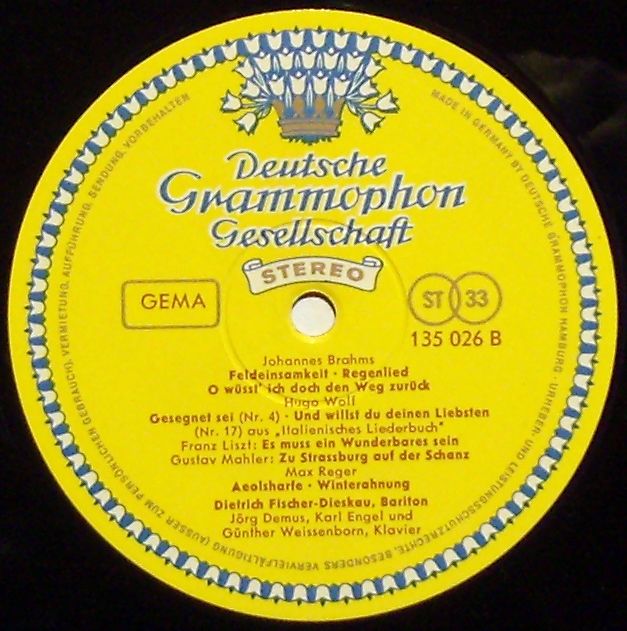 Deutsche
Grammophon
Gesellschaft
STEREO
GEMA
ST 33
135 026 B
Johannes Brahms
Feldeinsamkeit · Regenlied
O wüsst' ich doch den Weg zurück
Hugo Wolf
Gesegnet sei (Nr. 4) · Und willst du deinen Liebsten
(Nr. 17) aus „Italienisches Liederbuch"
Franz Liszt: Es muss ein Wunderbares sein
Gustav Mahler: Zu Strassburg auf der Schanz
Max Reger
Aeolsharfe · Winterahnung
Dietrich Fischer-Dieskau, Bariton
Jörg Demus, Karl Engel und
Günther Weissenborn, Klavier
MADE IN GERMANY BY DEUTSCHE GRAMMOPHON HAMBURG · URHEBER- UND LEISTUNGSSCHUTZRECHTE, BESONDERS VERVIELFÄLTIGUNG (AUSSER ZUM PERSÖNLICHEN GEBRAUCH), VERMIETUNG, AUFFÜHRUNG, SENDUNG, VORBEHALTEN